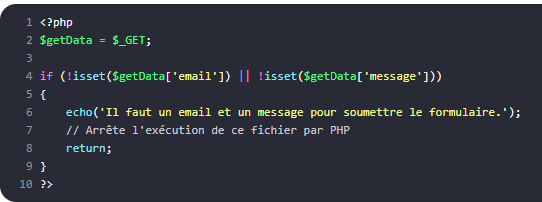 1 <?php
2 $getData = $_GET;
3
4 if (!isset($getData['email']) || !isset($getData['message']))
5 {
6     echo('Il faut un email et un message pour soumettre le formulaire.');
7     // Arrête l'exécution de ce fichier par PHP
8     return;
9 }
10 ?>